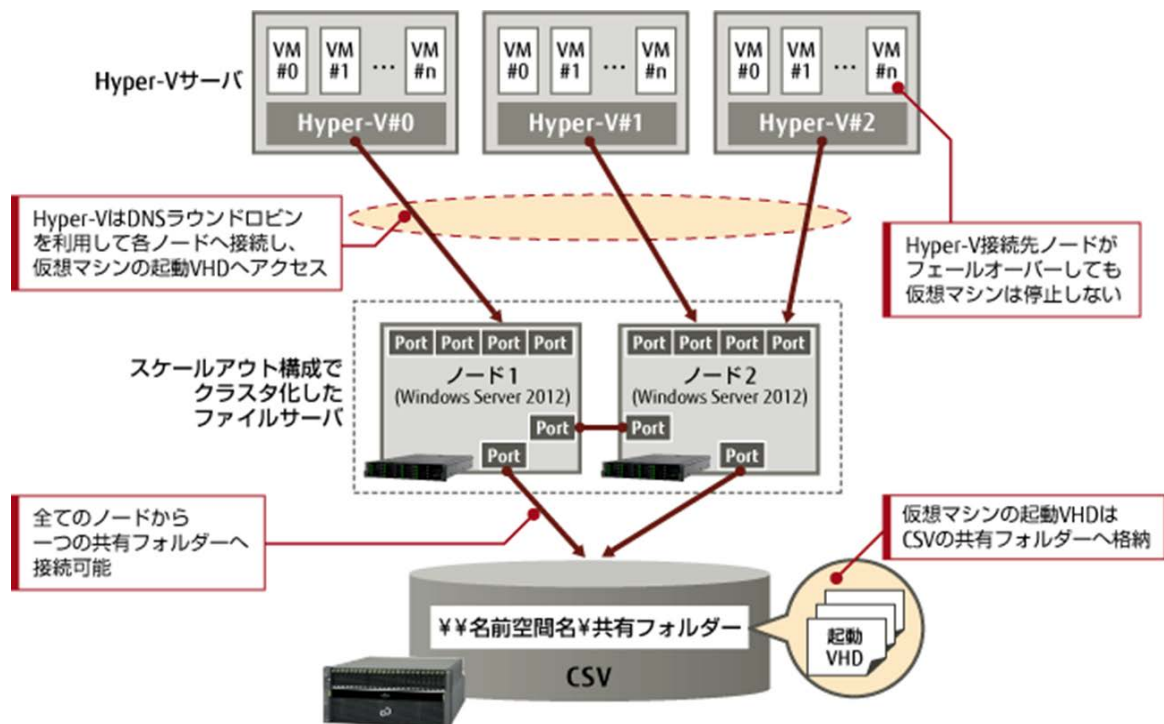 VM #0
VM #1
…
VM #n
VM #0
VM #1
…
VM #n
VM #0
VM #1
…
VM #n
Hyper-Vサーバ
Hyper-V#0
Hyper-V#1
Hyper-V#2
Hyper-VはDNSラウンドロビン
を利用して各ノードへ接続し、
仮想マシンの起動VHDへアクセス
Hyper-V接続先ノードが
フェールオーバーしても
仮想マシンは停止しない
スケールアウト構成で
クラスタ化した
ファイルサーバ
Port Port Port Port
ノード1
(Windows Server 2012)
Port
Port
Port Port Port Port
ノード2
(Windows Server 2012)
Port
Port
全てのノードから
一つの共有フォルダーへ
接続可能
仮想マシンの起動VHDは
CSVの共有フォルダーへ格納
¥¥名前空間名¥共有フォルダー
CSV
起動
VHD